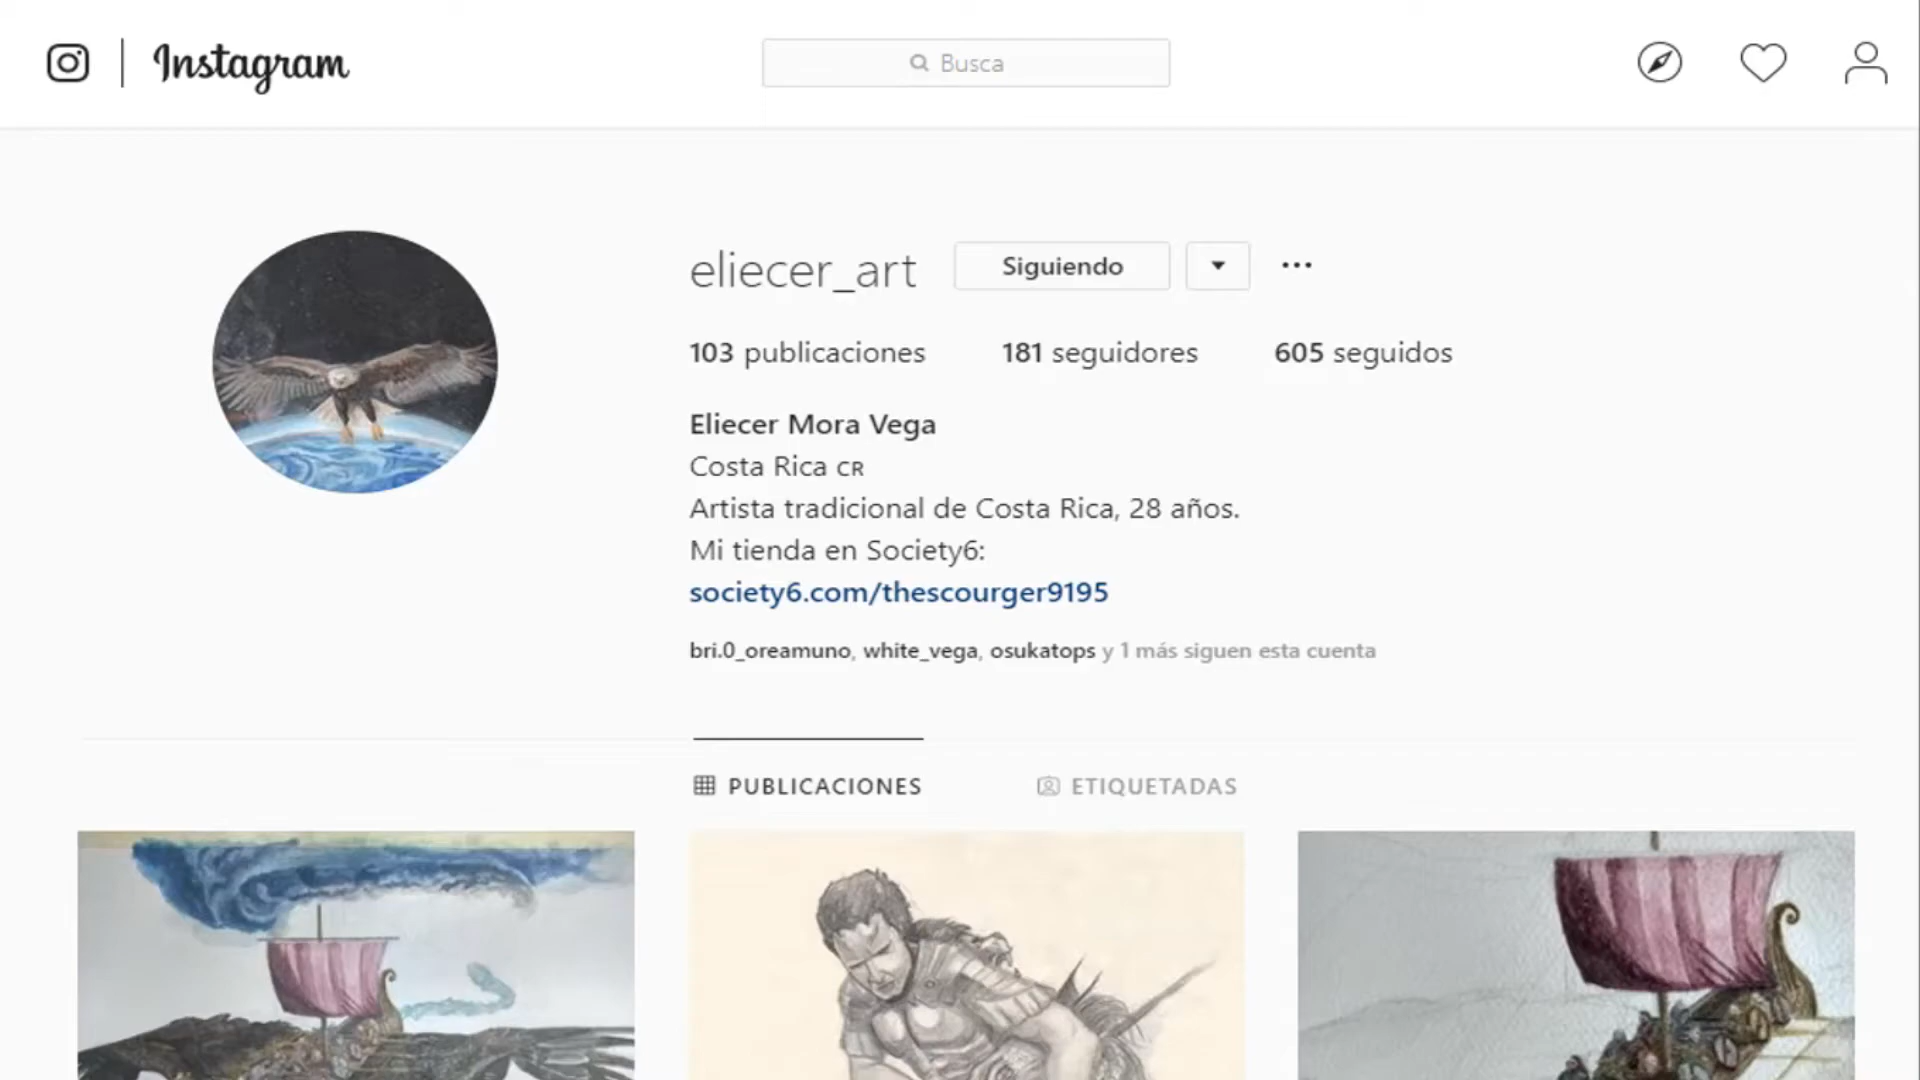 Instagram
Busca
eliecer_art Siguiendo
103 publicaciones 181 seguidores 605 seguidos
Eliecer Mora Vega
Costa Rica CR
Artista tradicional de Costa Rica, 28 años.
Mi tienda en Society6:
society6.com/thescourger9195
bri.0_oreamuno, white_vega, osukatops y 1 más siguen esta cuenta
PUBLICACIONES ETIQUETADAS